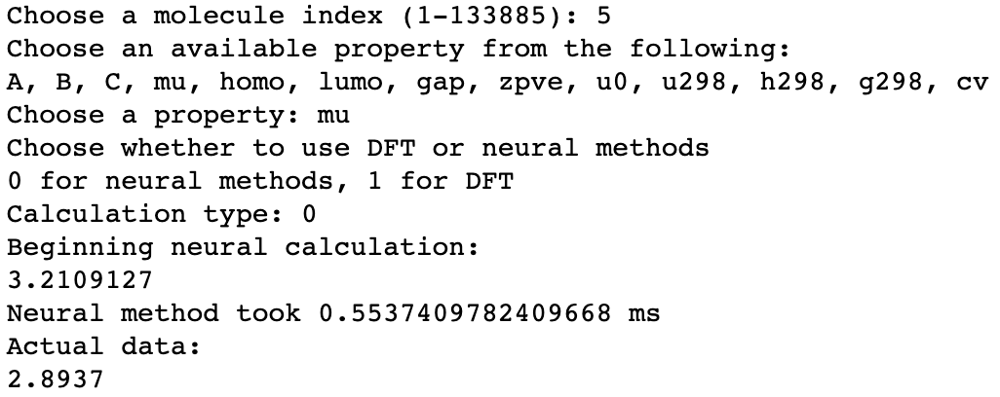 Choose a molecule index (1-133885): 5
Choose an available property from the following:
A, B, C, mu, homo, lumo, gap, zpve, u0, u298, h298, g298, cv
Choose a property: mu
Choose whether to use DFT or neural methods
0 for neural methods, 1 for DFT
Calculation type: 0
Beginning neural calculation:
3.2109127
Neural method took 0.5537409782409668 ms
Actual data:
2.8937